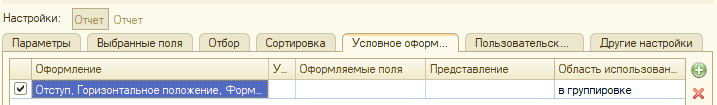 Настройки: Отчет Отчет
Параметры Выбранные поля Отбор Сортировка Условное оформ... Пользовательск... Другие настройки
Оформление У... Оформляемые поля Представление Область использован...
Отступ, Горизонтальное положение, Форм... в группировке